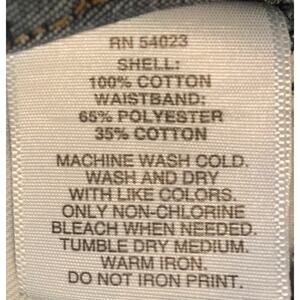 RN 54023
SHELL:
100% COTTON
WAISTBAND:
65% POLYESTER
35% COTTON
MACHINE WASH COLD.
WASH AND DRY
WITH LIKE COLORS.
ONLY NON-CHLORINE
BLEACH WHEN NEEDED.
TUMBLE DRY MEDIUM.
WARM IRON.
DO NOT IRON PRINT.